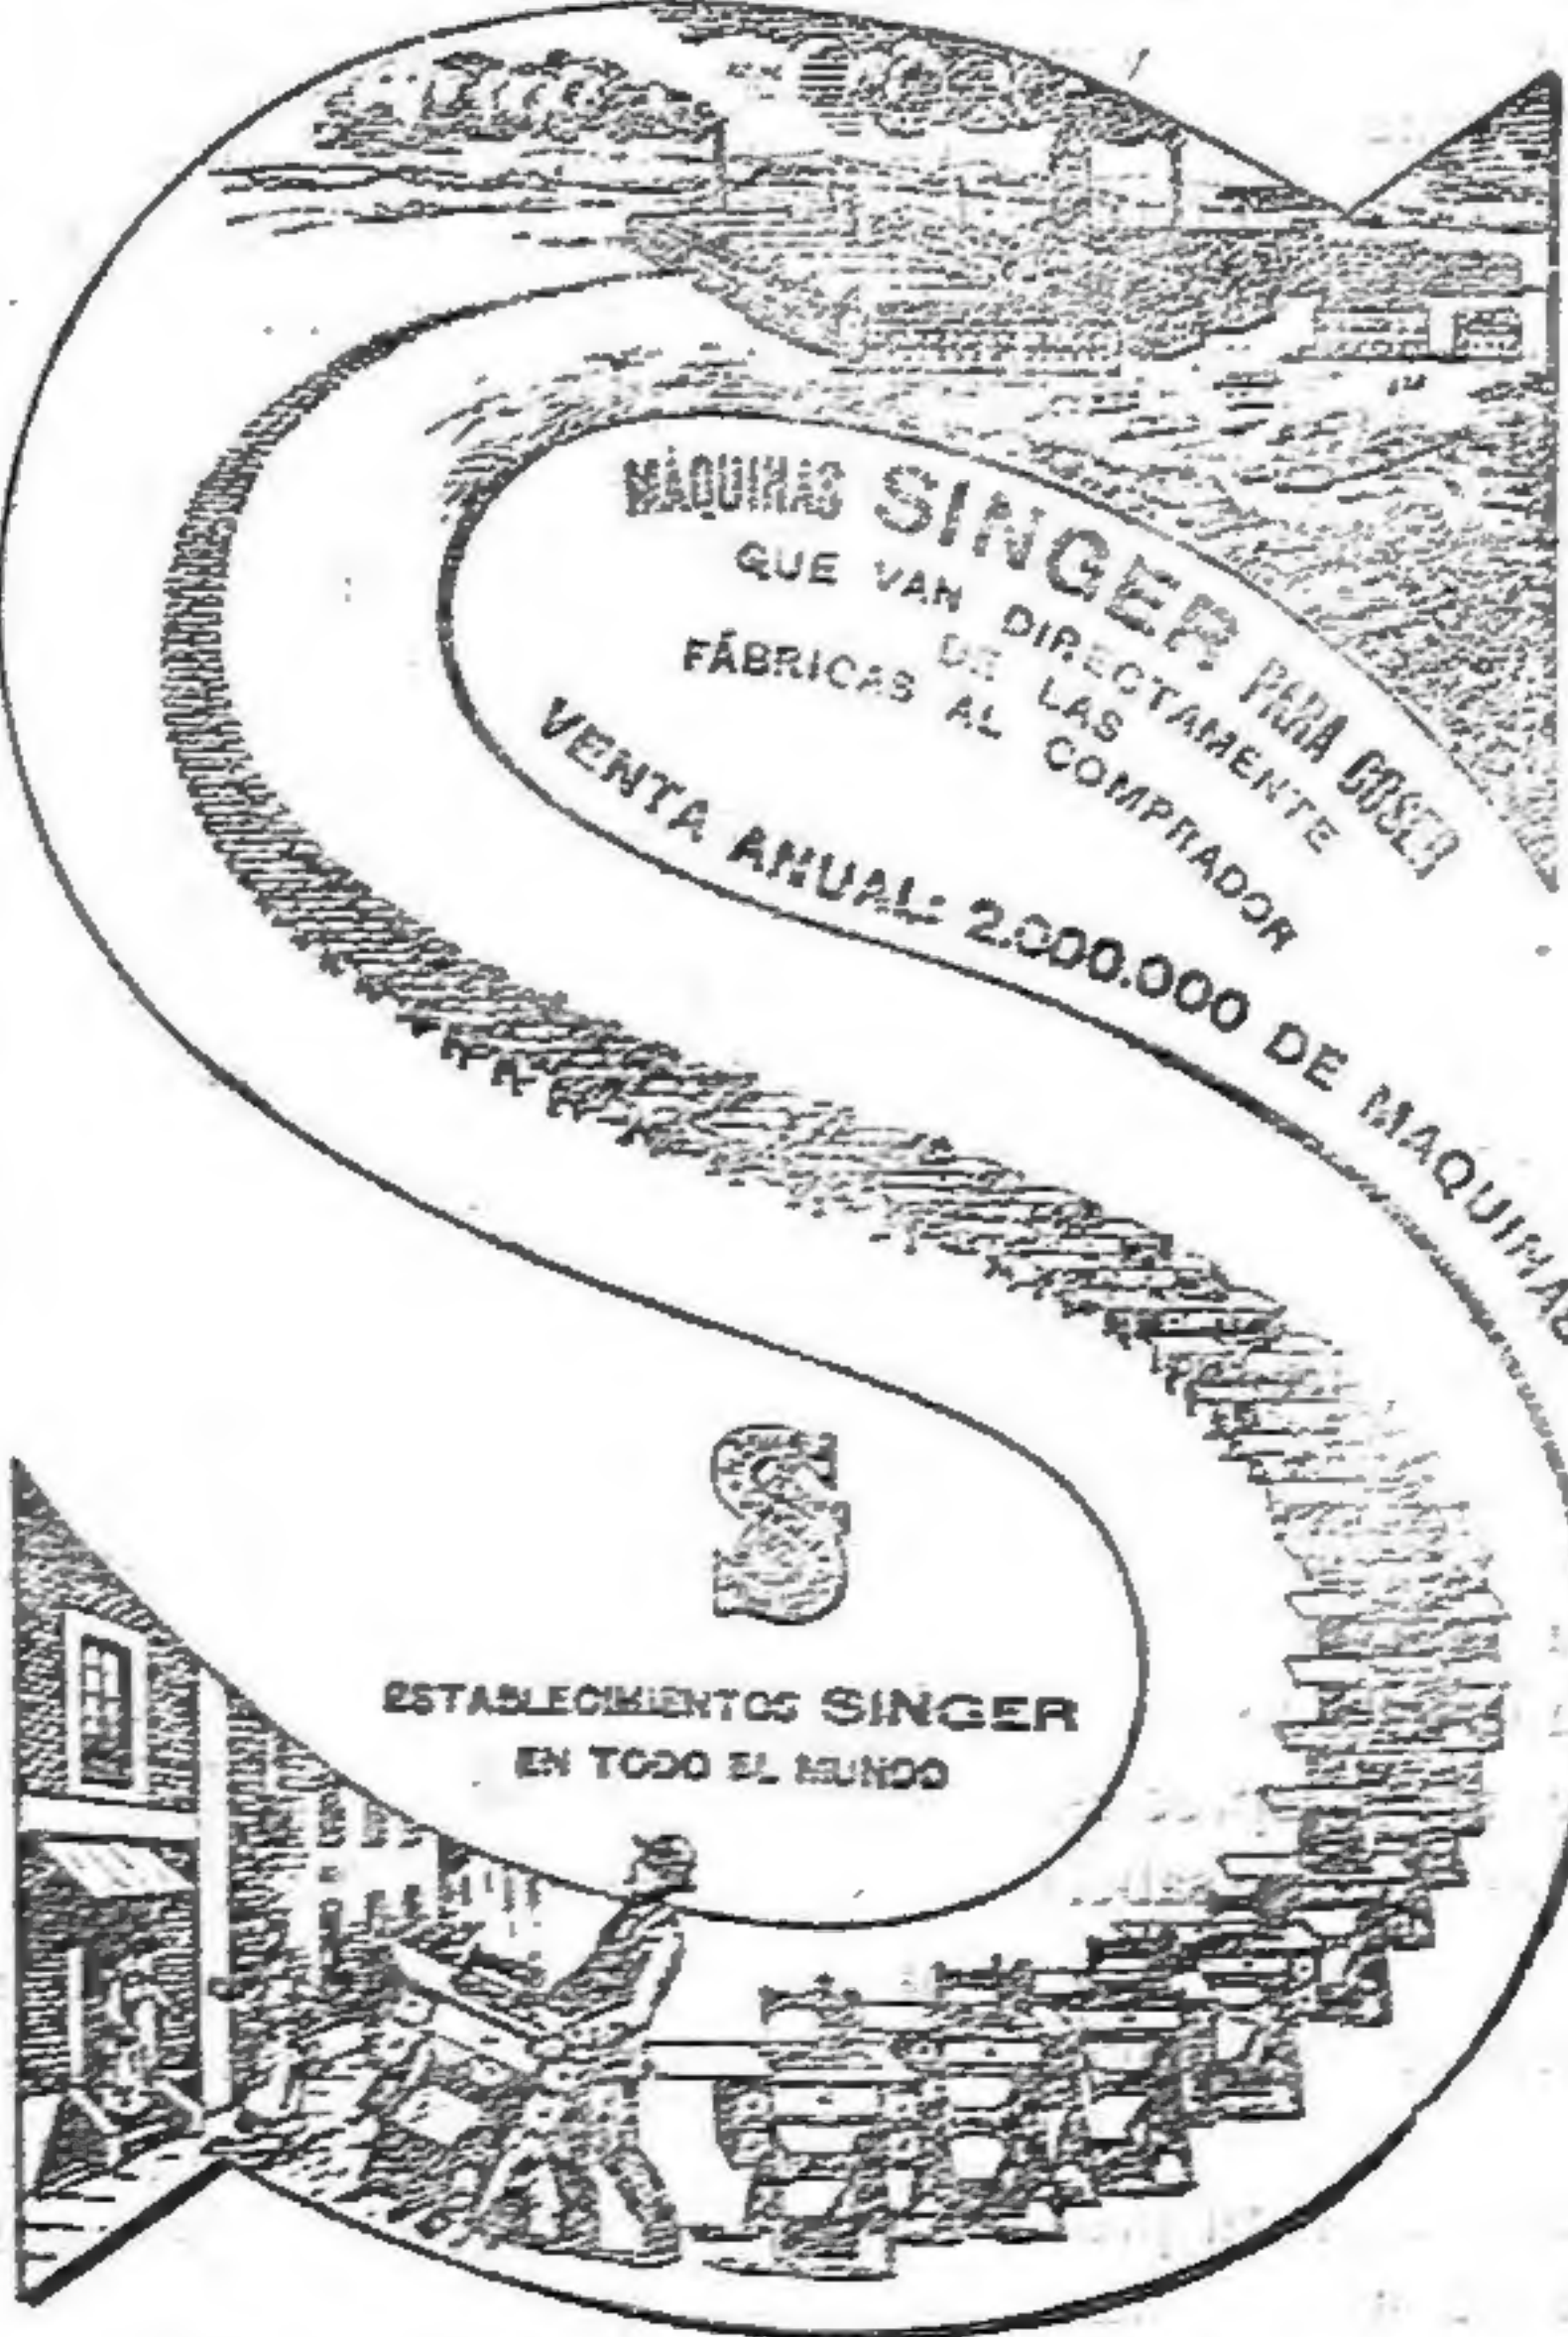 MÁQUINAS SINGER PARA COSER
QUE VAN DIRECTAMENTE
DE LAS
FÁBRICAS AL COMPRADOR
VENTA ANUAL: 2.000.000 DE MAQUINAS
S
ESTABLECIMIENTOS SINGER
EN TODO EL MUNDO